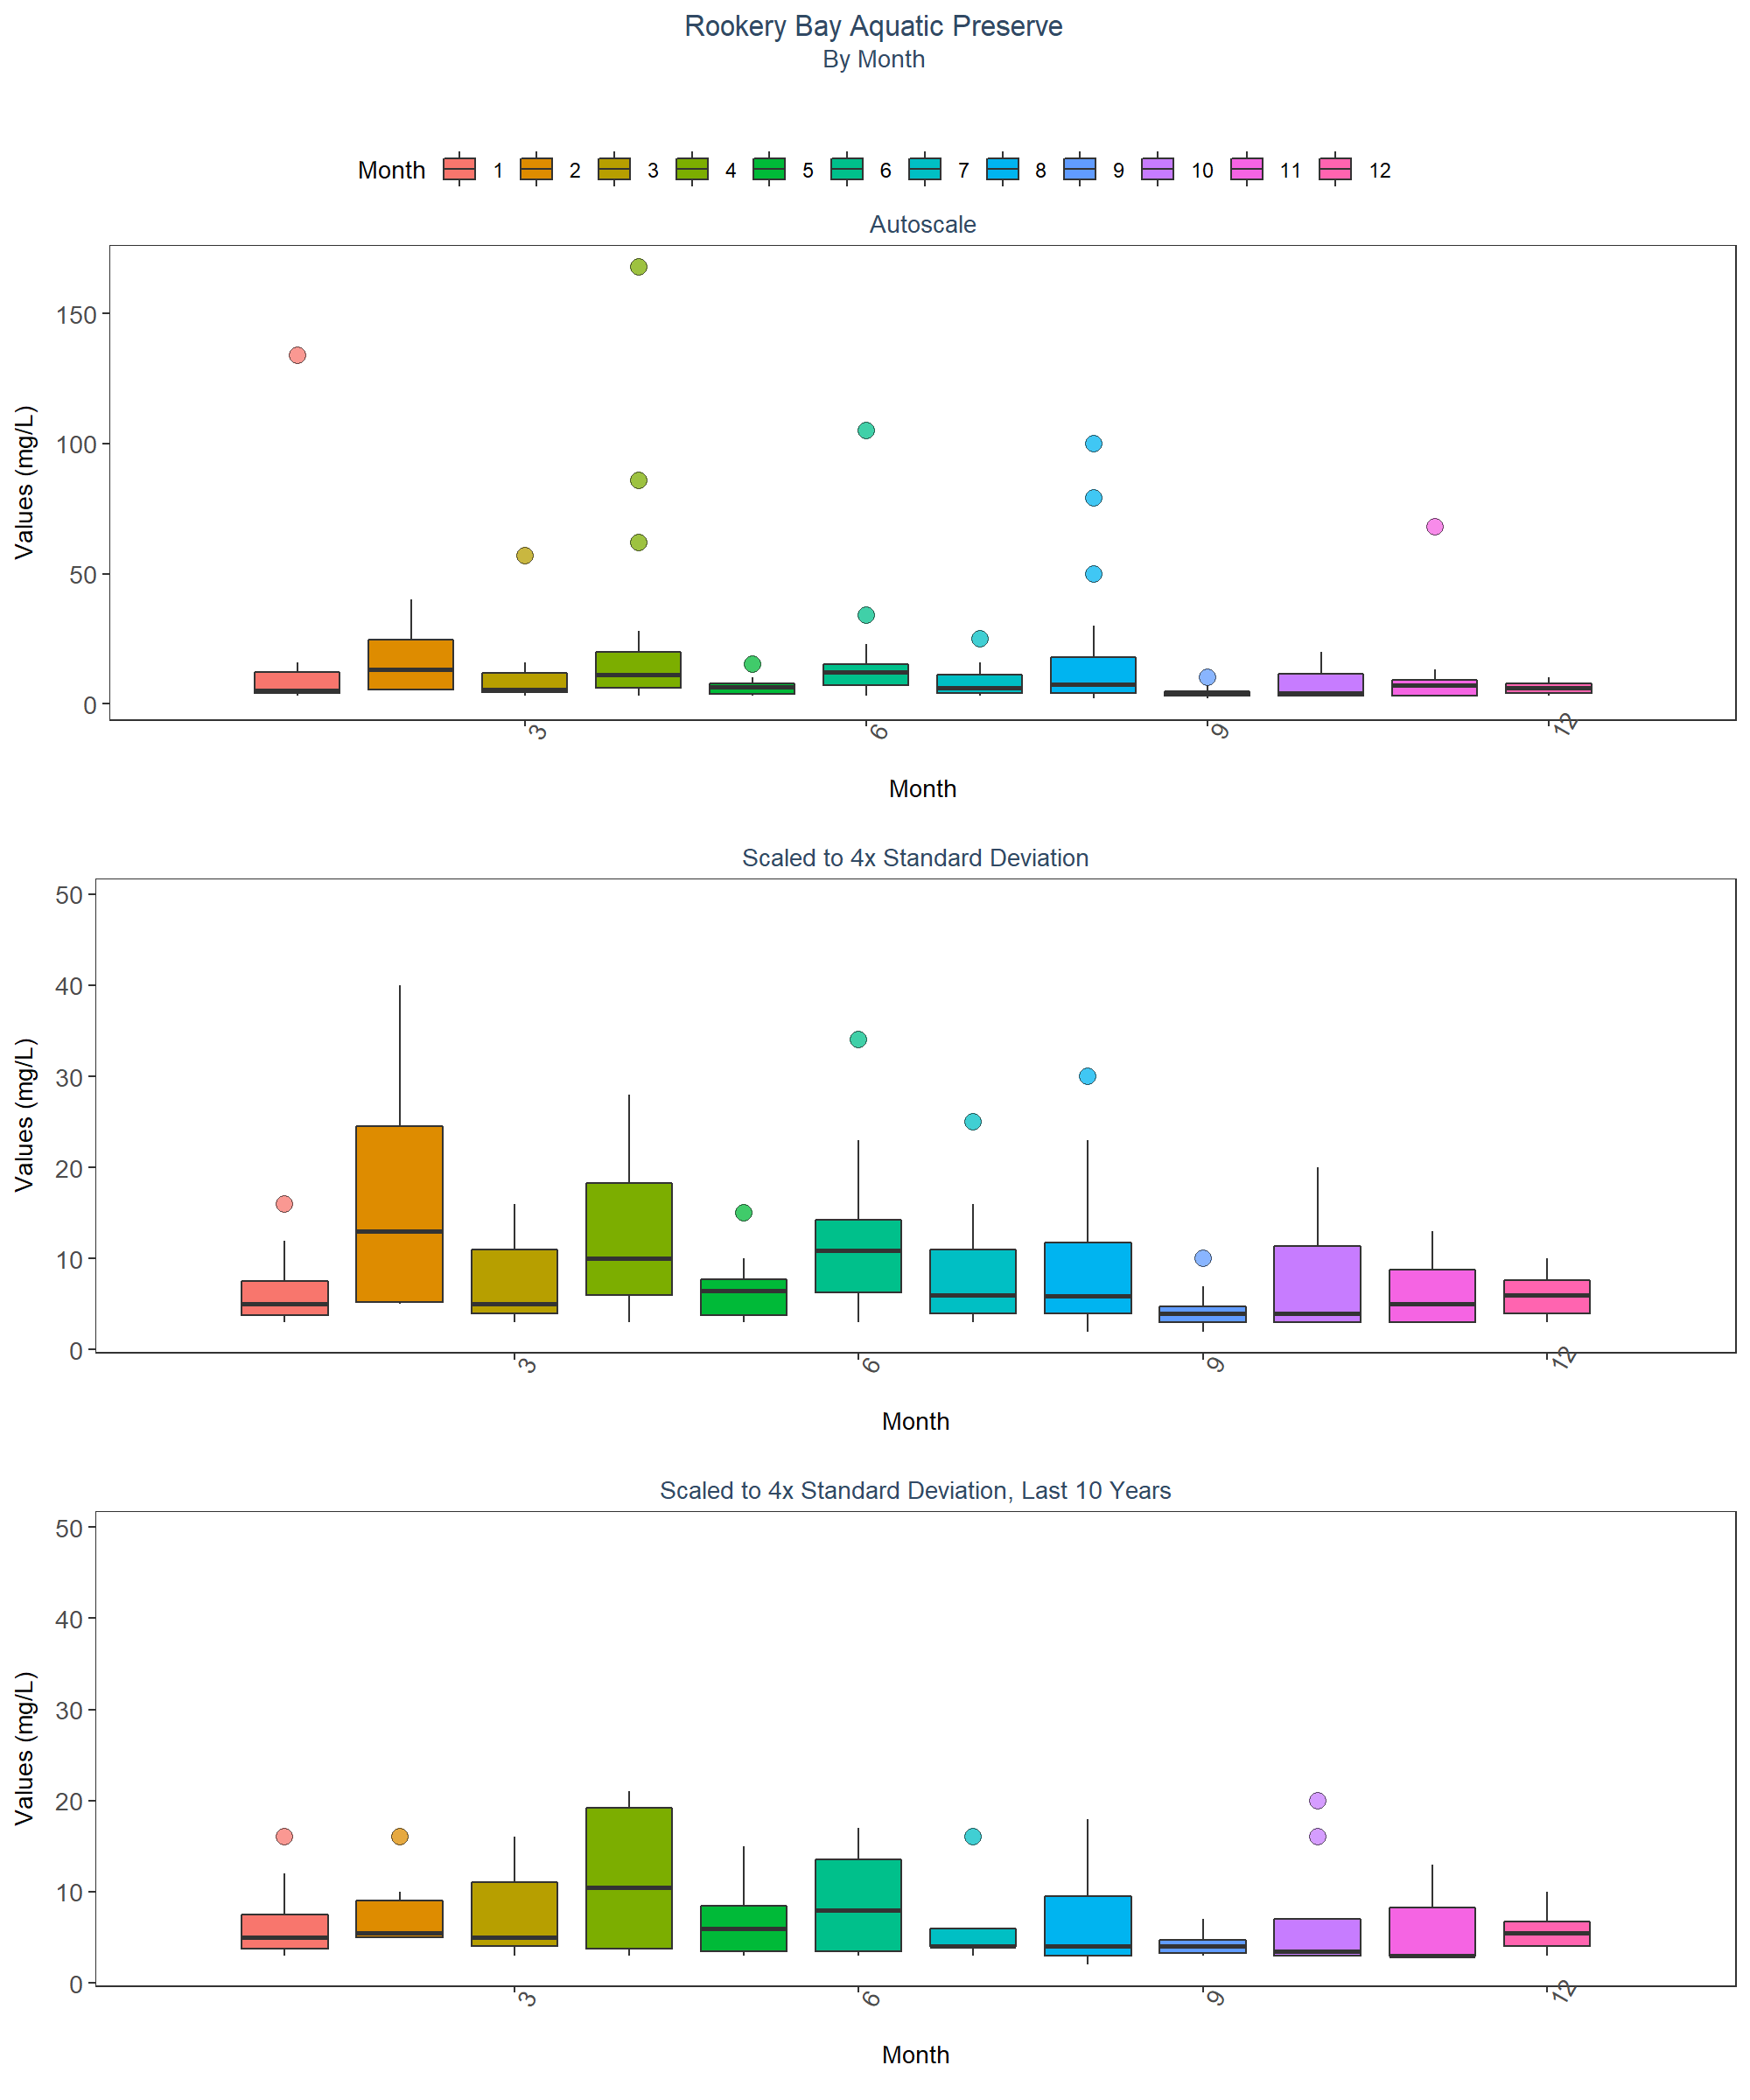 Rookery Bay Aquatic Preserve
By Month
Month 1 2 3 4 5 6 7 8 9 10 11 12
Autoscale
150
100
50
0
Values (mg/L)
3 6 9 12
Month
Scaled to 4x Standard Deviation
50
40
30
20
10
0
Values (mg/L)
3 6 9 12
Month
Scaled to 4x Standard Deviation, Last 10 Years
50
40
30
20
10
0
Values (mg/L)
3 6 9 12
Month